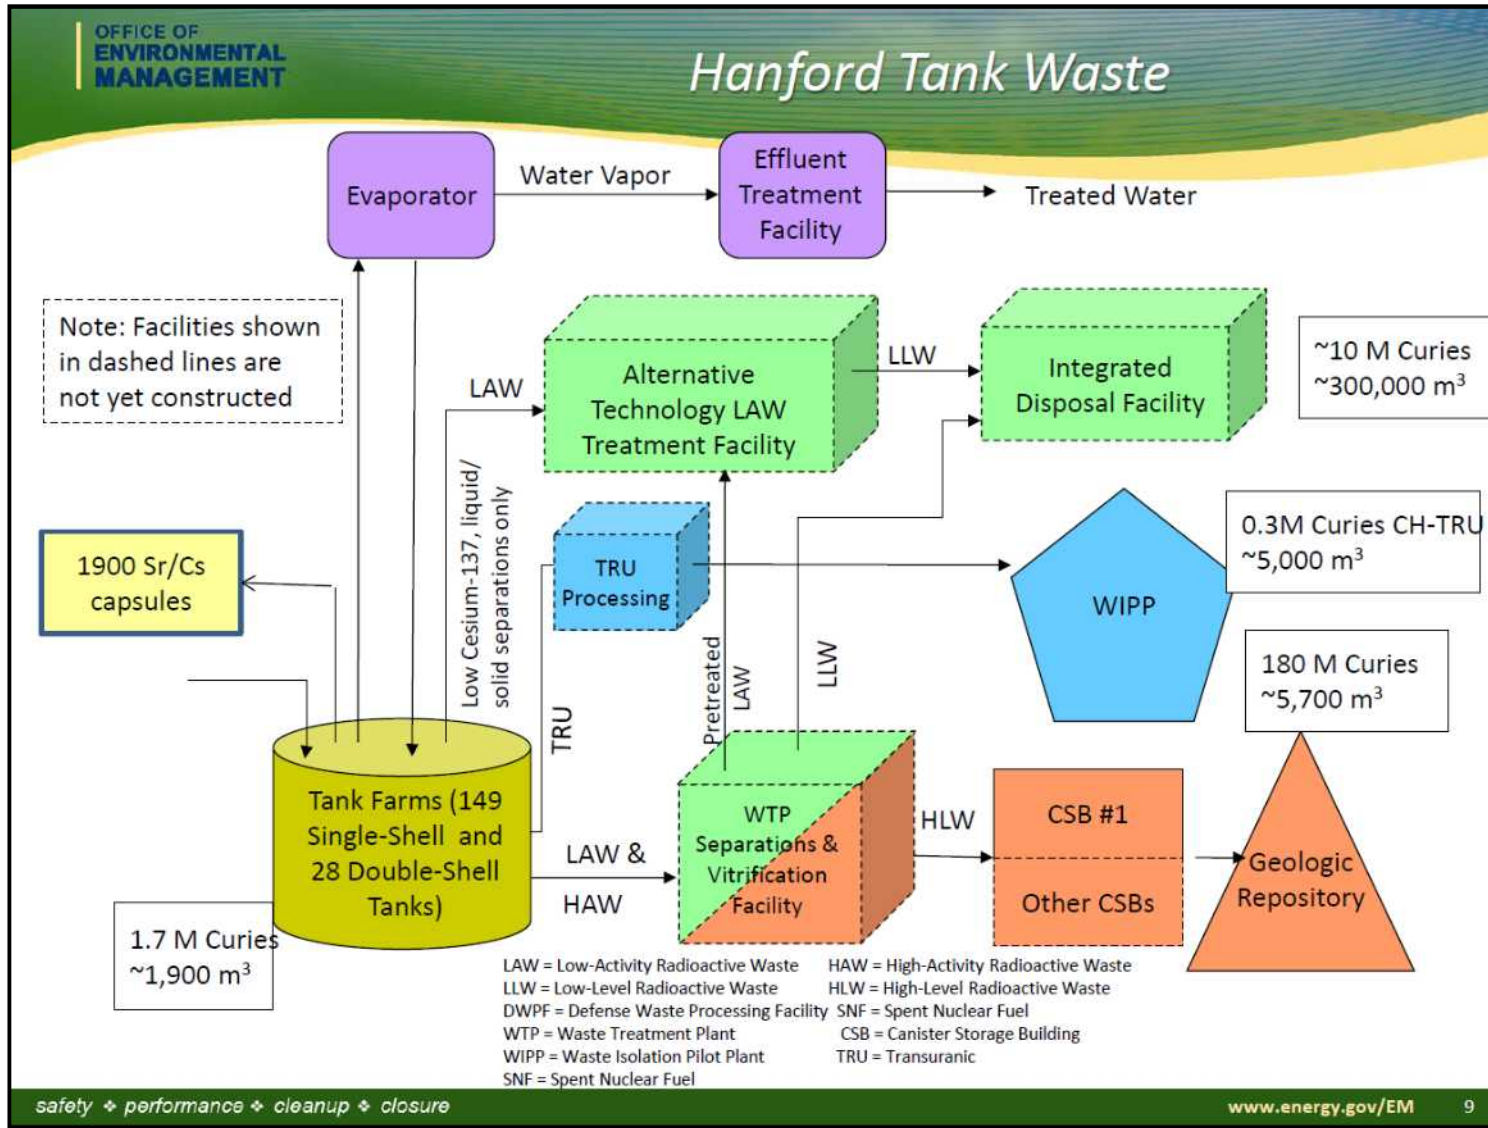 OFFICE OF
ENVIRONMENTAL
MANAGEMENT
Hanford Tank Waste
Evaporator
Water Vapor
Effluent
Treatment
Facility
Treated Water
Note: Facilities shown
in dashed lines are
not yet constructed
LAW
Alternative
Technology LAW
Treatment Facility
LLW
Integrated
Disposal Facility
~10 M Curies
~300,000 m³
1900 Sr/Cs
capsules
Low Cesium-137, liquid/
solid separations only
TRU
Processing
WIPP
0.3M Curies CH-TRU
~5,000 m³
TRU
Pretreated
LAW
LLW
180 M Curies
~5,700 m³
Tank Farms (149
Single-Shell and
28 Double-Shell
Tanks)
LAW &
HAW
WTP
Separations &
Vitrification
Facility
HLW
CSB #1
Other CSBs
Geologic
Repository
1.7 M Curies
~1,900 m³
LAW = Low-Activity Radioactive Waste
HAW = High-Activity Radioactive Waste
LLW = Low-Level Radioactive Waste
HLW = High-Level Radioactive Waste
DWPF = Defense Waste Processing Facility
SNF = Spent Nuclear Fuel
WTP = Waste Treatment Plant
CSB = Canister Storage Building
WIPP = Waste Isolation Pilot Plant
TRU = Transuranic
SNF = Spent Nuclear Fuel
safety ❖ performance ❖ cleanup ❖ closure
www.energy.gov/EM
9